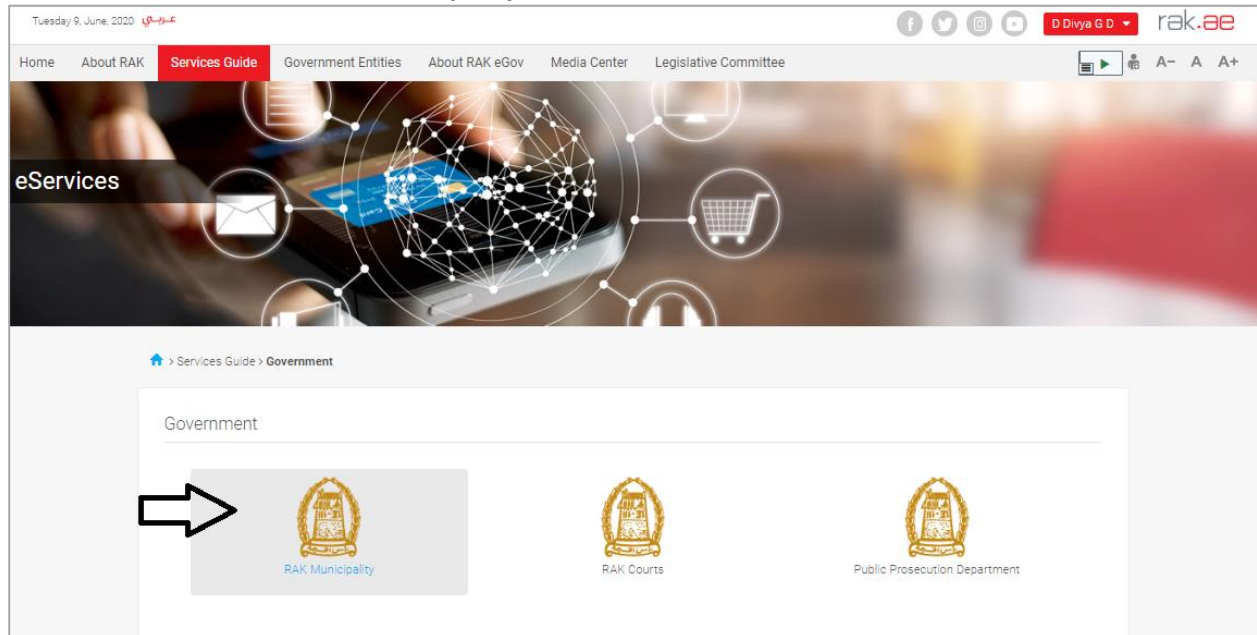 Tuesday 9, June, 2020 عـربـي D Divya G D rak.ae
Home About RAK Services Guide Government Entities About RAK eGov Media Center Legislative Committee A- A A+
eServices
> Services Guide > Government
Government
RAK Municipality RAK Courts Public Prosecution Department